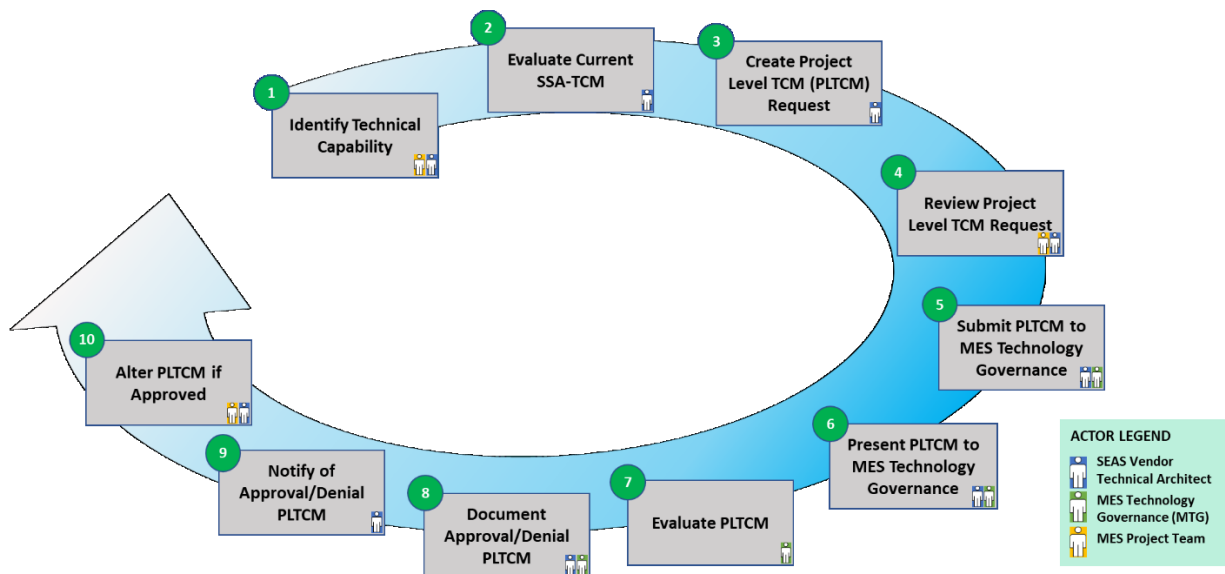 1
Identify Technical
Capability
2
Evaluate Current
SSA-TCM
3
Create Project
Level TCM (PLTCM)
Request
4
Review Project
Level TCM Request
5
Submit PLTCM to
MES Technology
Governance
6
Present PLTCM to
MES Technology
Governance
7
Evaluate PLTCM
8
Document
Approval/Denial
PLTCM
9
Notify of
Approval/Denial
PLTCM
10
Alter PLTCM if
Approved
ACTOR LEGEND
SEAS Vendor
Technical Architect
MES Technology
Governance (MTG)
MES Project Team